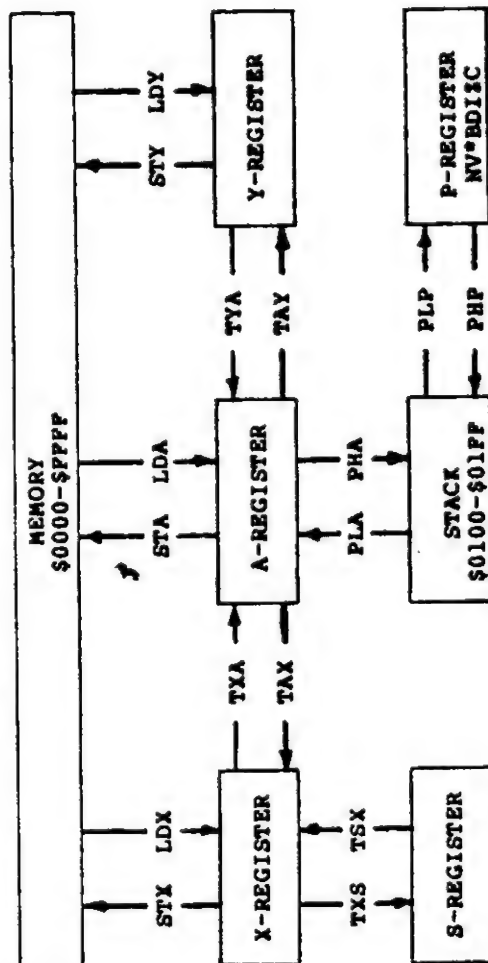 MEMORY
$0000-$FFFF
STX
LDX
STA
LDA
STY
LDY
X-REGISTER
TXA
TAX
A-REGISTER
TYA
TAY
Y-REGISTER
TXS
TSX
PLA
PHA
S-REGISTER
STACK
$0100-$01FF
PLP
PHP
P-REGISTER
NV*BDIZC